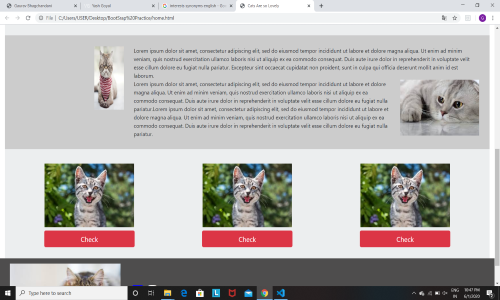 Gaurav Bhagchandani
Tech Goyal
Cats Are so Lovely
File C:/Users/USER/Desktop/BootStap%20Practice/home.html
Lorem ipsum dolor sit amet, consectetur adipiscing elit, sed do eiusmod tempor incididunt ut labore et dolore magna aliqua. Ut enim ad minim
veniam, quis nostrud exercitation ullamco laboris nisi ut aliquip ex ea commodo consequat. Duis aute irure dolor in reprehenderit in voluptate velit
esse cillum dolore eu fugiat nulla pariatur. Excepteur sint occaecat cupidatat non proident, sunt in culpa qui officia deserunt mollit anim id est
laborum.
Lorem ipsum dolor sit amet, consectetur adipiscing elit, sed do eiusmod tempor incididunt ut labore et dolore
magna aliqua. Ut enim ad minim veniam, quis nostrud exercitation ullamco laboris nisi ut aliquip ex ea
commodo consequat. Duis aute irure dolor in reprehenderit in voluptate velit esse cillum dolore eu fugiat nulla
pariatur.Lorem ipsum dolor sit amet, consectetur adipiscing elit, sed do eiusmod tempor incididunt ut labore et
dolore magna aliqua. Ut enim ad minim veniam, quis nostrud exercitation ullamco laboris nisi ut aliquip ex ea
commodo consequat. Duis aute irure dolor in reprehenderit in voluptate velit esse cillum dolore eu fugiat nulla
pariatur.
Check Check Check
Type here to search
ENG 10:47 PM
IN 6/1/2020